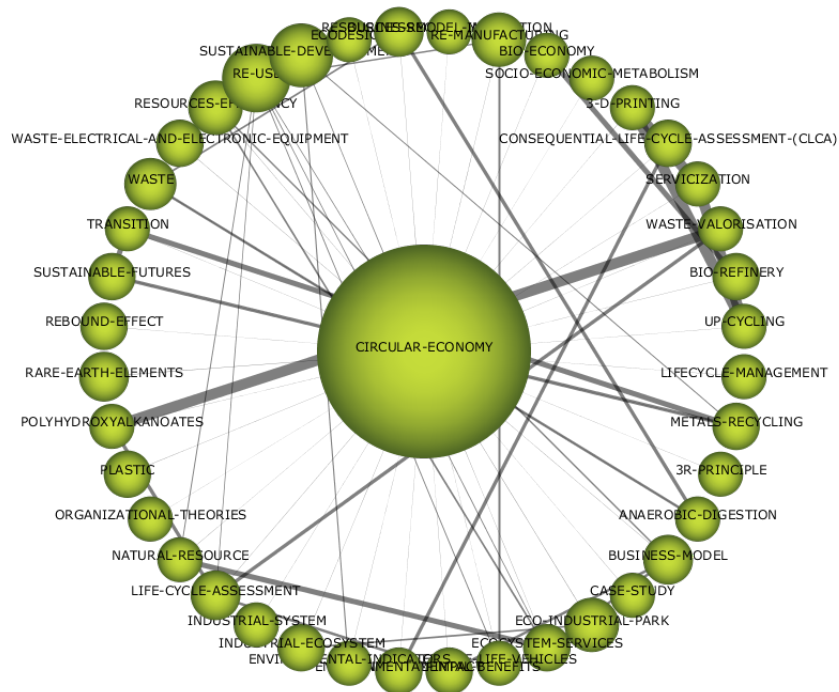 RE-MANUFACTURING
SUSTAINABLE-DEVELOPMENT
BIO-ECONOMY
RE-USE
SOCIO-ECONOMIC-METABOLISM
RESOURCES-EFFICIENCY
3-D-PRINTING
WASTE-ELECTRICAL-AND-ELECTRONIC-EQUIPMENT
CONSEQUENTIAL-LIFE-CYCLE-ASSESSMENT-(CLCA)
WASTE
SERVICIZATION
TRANSITION
WASTE-VALORISATION
SUSTAINABLE-FUTURES
BIO-REFINERY
REBOUND-EFFECT
UP-CYCLING
CIRCULAR-ECONOMY
RARE-EARTH-ELEMENTS
LIFECYCLE-MANAGEMENT
POLYHYDROXYALKANOATES
METALS-RECYCLING
PLASTIC
3R-PRINCIPLE
ORGANIZATIONAL-THEORIES
ANAEROBIC-DIGESTION
NATURAL-RESOURCE
BUSINESS-MODEL
LIFE-CYCLE-ASSESSMENT
CASE-STUDY
INDUSTRIAL-SYSTEM
ECO-INDUSTRIAL-PARK
INDUSTRIAL-ECOSYSTEM
ECOSYSTEM-SERVICES